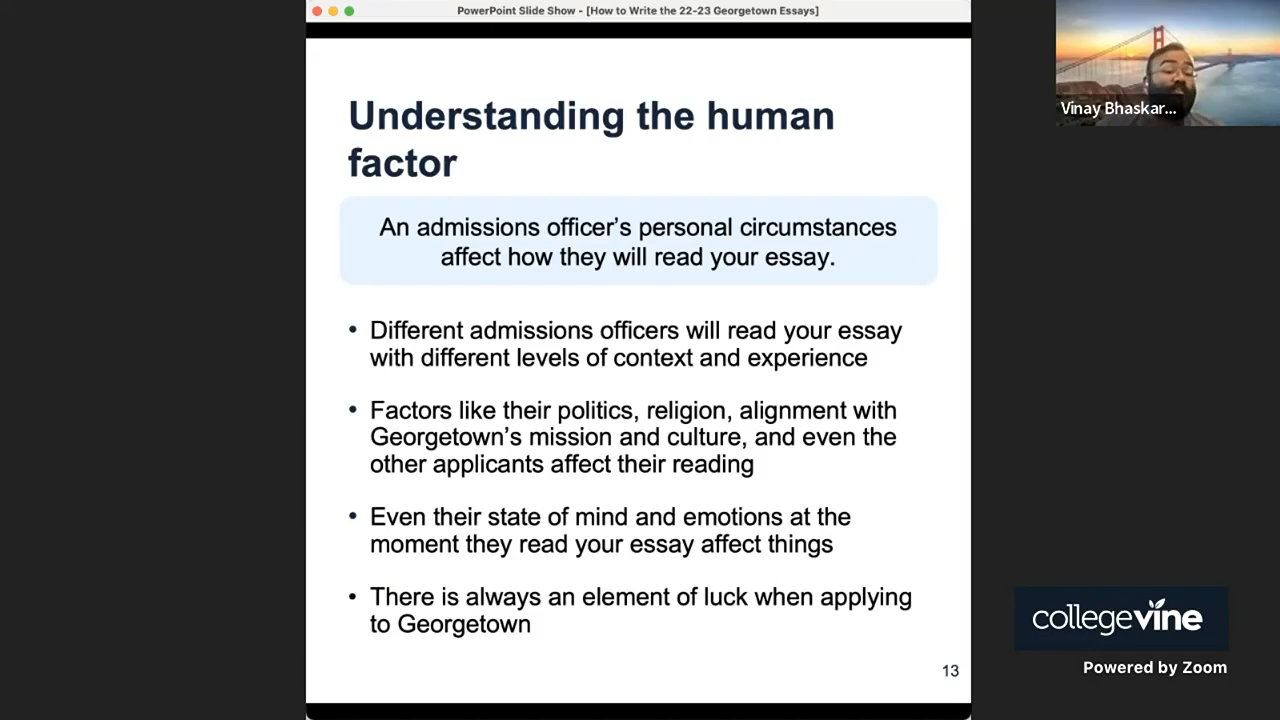 PowerPoint Slide Show - [How to Write the 22-23 Georgetown Essays]
Understanding the human
factor
An admissions officer's personal circumstances
affect how they will read your essay.
• Different admissions officers will read your essay
with different levels of context and experience
• Factors like their politics, religion, alignment with
Georgetown's mission and culture, and even the
other applicants affect their reading
• Even their state of mind and emotions at the
moment they read your essay affect things
• There is always an element of luck when applying
to Georgetown
13
Vinay Bhaskar...
collegevine
Powered by Zoom